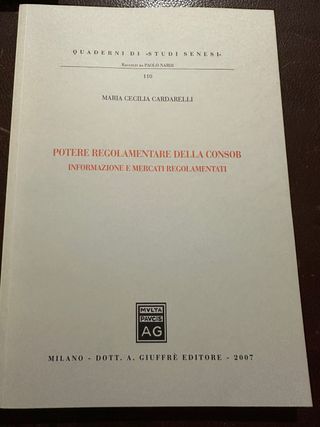 QUADERNI DI «STUDI SENESI»
Raccolti da PAOLO NARDI
110
MARIA CECILIA CARDARELLI
POTERE REGOLAMENTARE DELLA CONSOB
INFORMAZIONE E MERCATI REGOLAMENTATI
MVLTA
PAVCIS
AG
MILANO - DOTT. A. GIUFFRÈ EDITORE - 2007